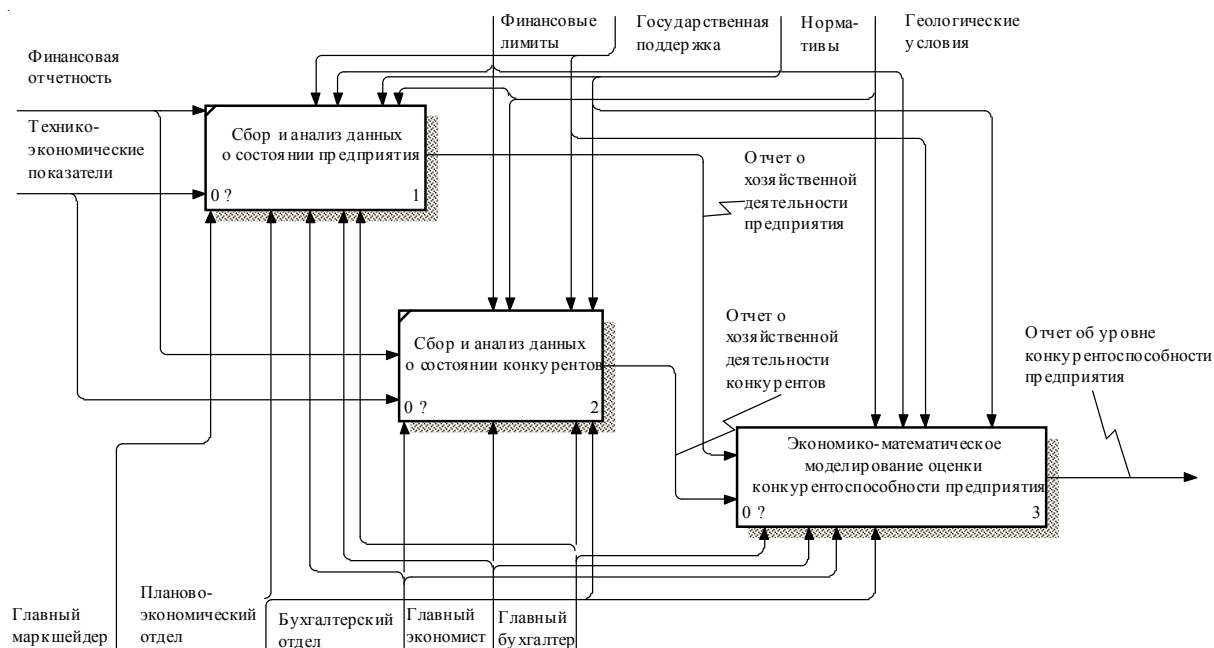 Финансовые
лимиты
Государственная
поддержка
Норма-
тивы
Геологические
условия
Финансовая
отчетность
Технико-
экономические
показатели
Сбор и анализ данных
о состоянии предприятия
0 ?
1
Отчет о
хозяйственной
деятельности
предприятия
Сбор и анализ данных
о состоянии конкурентов
0 ?
2
Отчет о
хозяйственной
деятельности
конкурентов
Отчет об уровне
конкурентоспособности
предприятия
Экономико-математическое
моделирование оценки
конкурентоспособности предприятия
0 ?
3
Главный
маркшейдер
Планово-
экономический
отдел
Бухгалтерский
отдел
Главный
экономист
Главный
бухгалтер